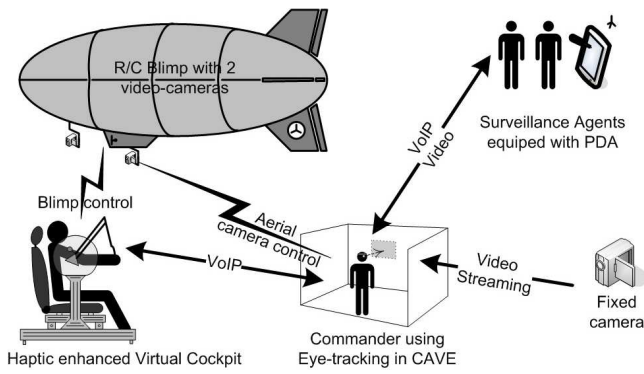 R/C Blimp with 2
video-cameras
Surveillance Agents
equiped with PDA
VoIP
Video
Blimp control
Aerial
camera control
VoIP
Video
Streaming
Fixed
camera
Haptic enhanced Virtual Cockpit
Commander using
Eye-tracking in CAVE